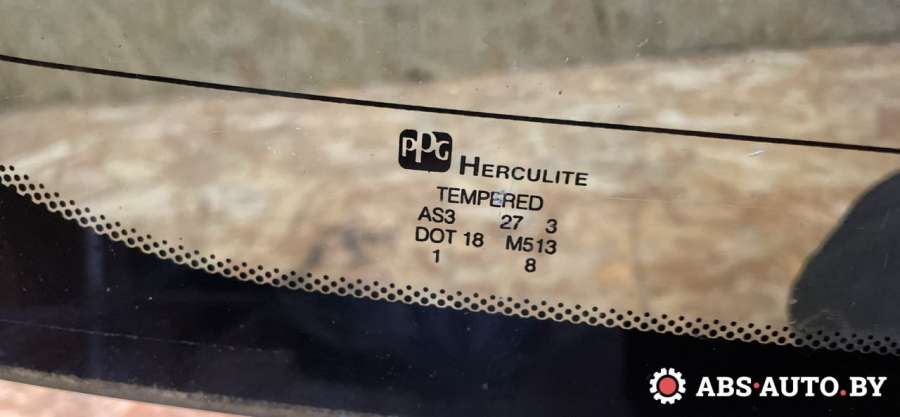 PPG HERCULITE
TEMPERED
AS3 27 3
DOT 18 M513
1 8
ABS-AUTO.BY